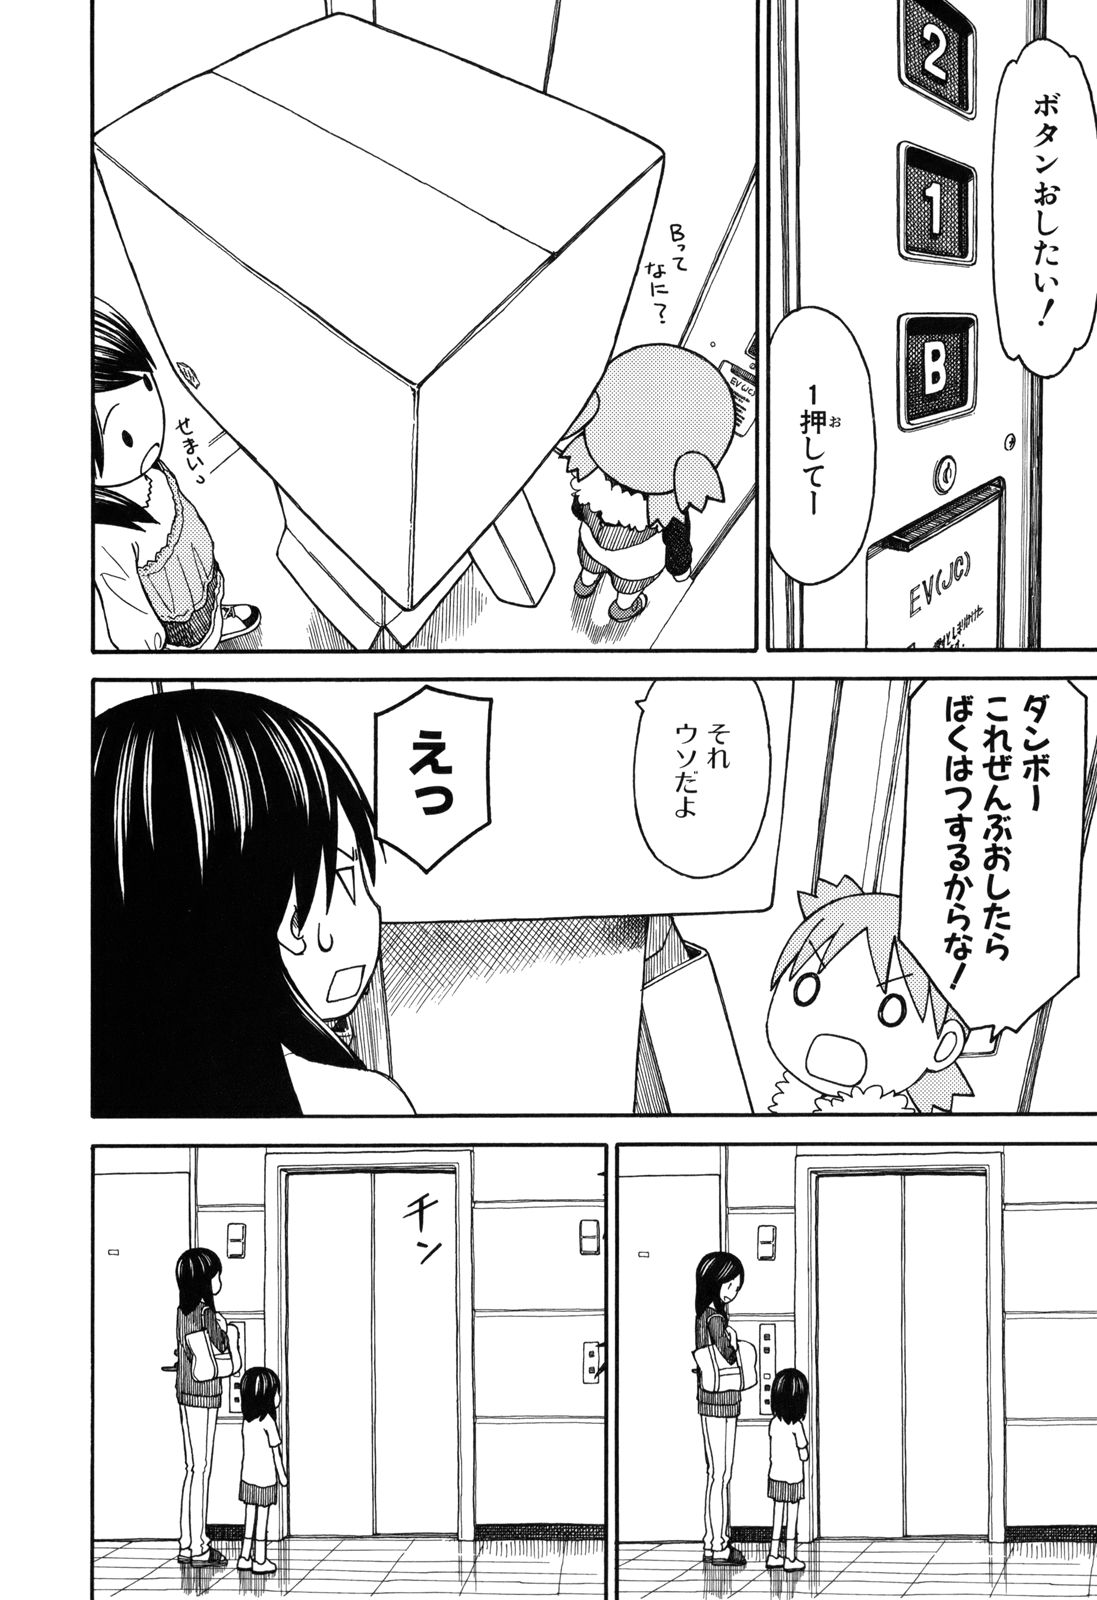 ボタンおしたい！
2
1
B
1押してー
お
EV(JC)
Bって
なに？
EV(JC)
せまいっ
ダンボー
これぜんぶおしたら
ばくはつするからな！
それ
ウソだよ
えっ
チン